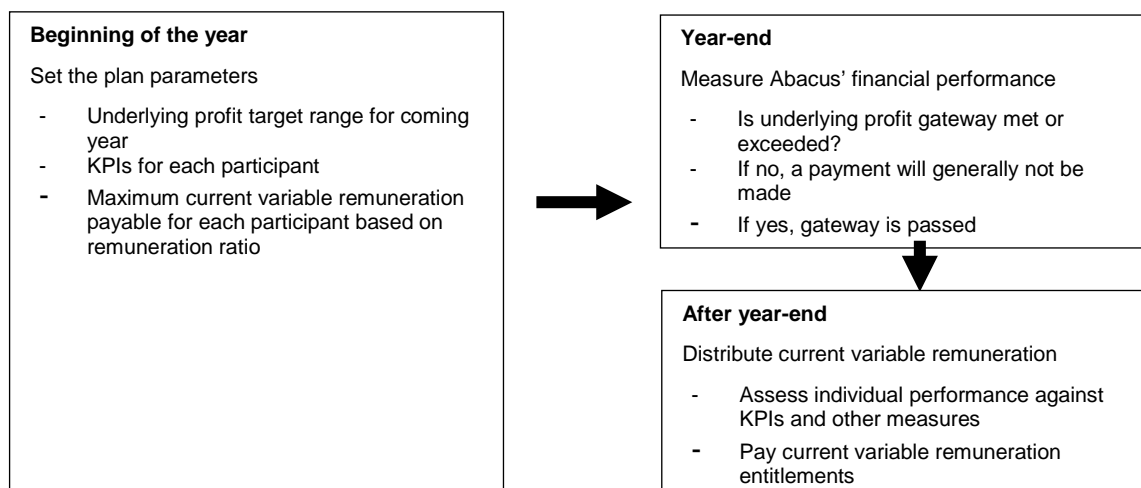 Beginning of the year
Set the plan parameters
- Underlying profit target range for coming
year
- KPIs for each participant
- Maximum current variable remuneration
payable for each participant based on
remuneration ratio
Year-end
Measure Abacus' financial performance
- Is underlying profit gateway met or
exceeded?
- If no, a payment will generally not be
made
- If yes, gateway is passed
After year-end
Distribute current variable remuneration
- Assess individual performance against
KPIs and other measures
- Pay current variable remuneration
entitlements